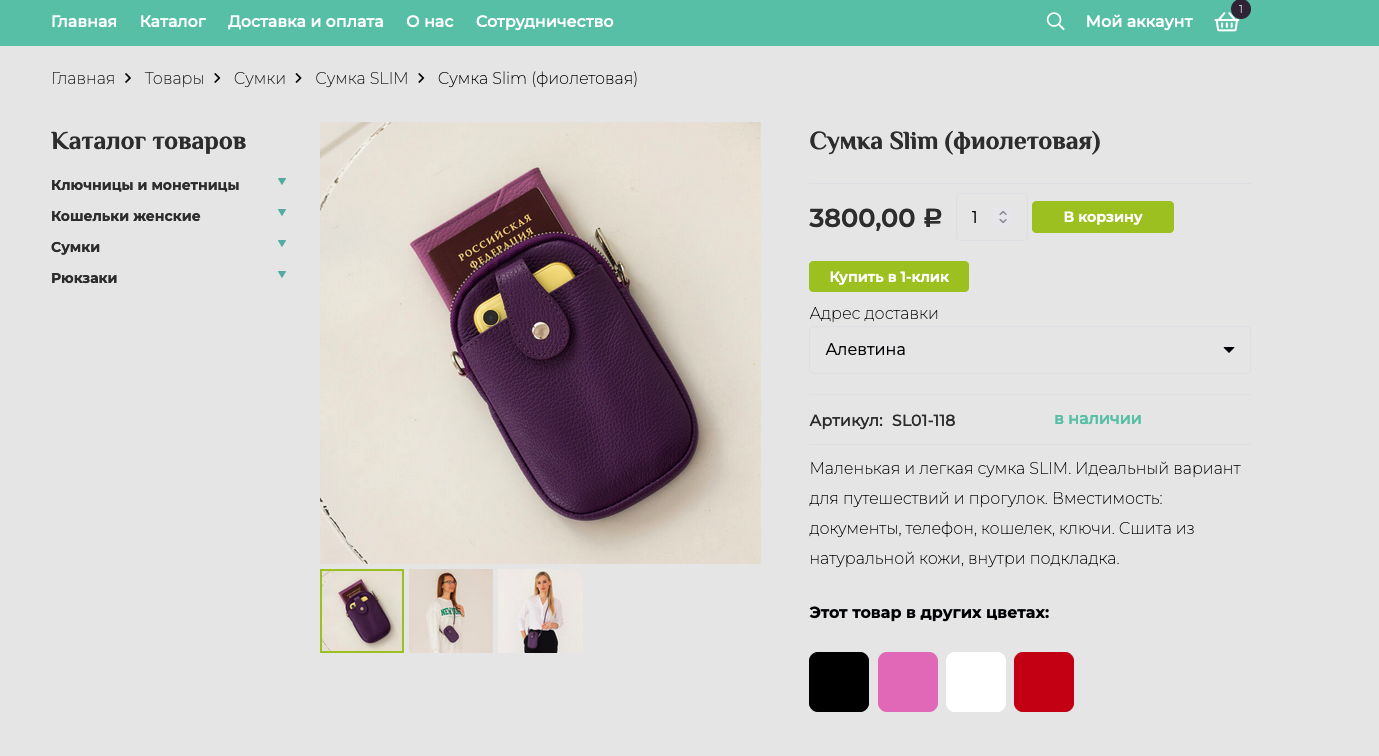 Главная Каталог Доставка и оплата О нас Сотрудничество Мой аккаунт 1
Главная Товары Сумки Сумка SLIM Сумка Slim (фиолетовая)
Каталог товаров
Ключницы и монетницы
Кошельки женские
Сумки
Рюкзаки
РОССИЙСКАЯ
ФЕДЕРАЦИЯ
Сумка Slim (фиолетовая)
3800,00 ₽ 1 В корзину
Купить в 1-клик
Адрес доставки
Алевтина
Артикул: SL01-118 в наличии
Маленькая и легкая сумка SLIM. Идеальный вариант
для путешествий и прогулок. Вместимость:
документы, телефон, кошелек, ключи. Сшита из
натуральной кожи, внутри подкладка.
Этот товар в других цветах: